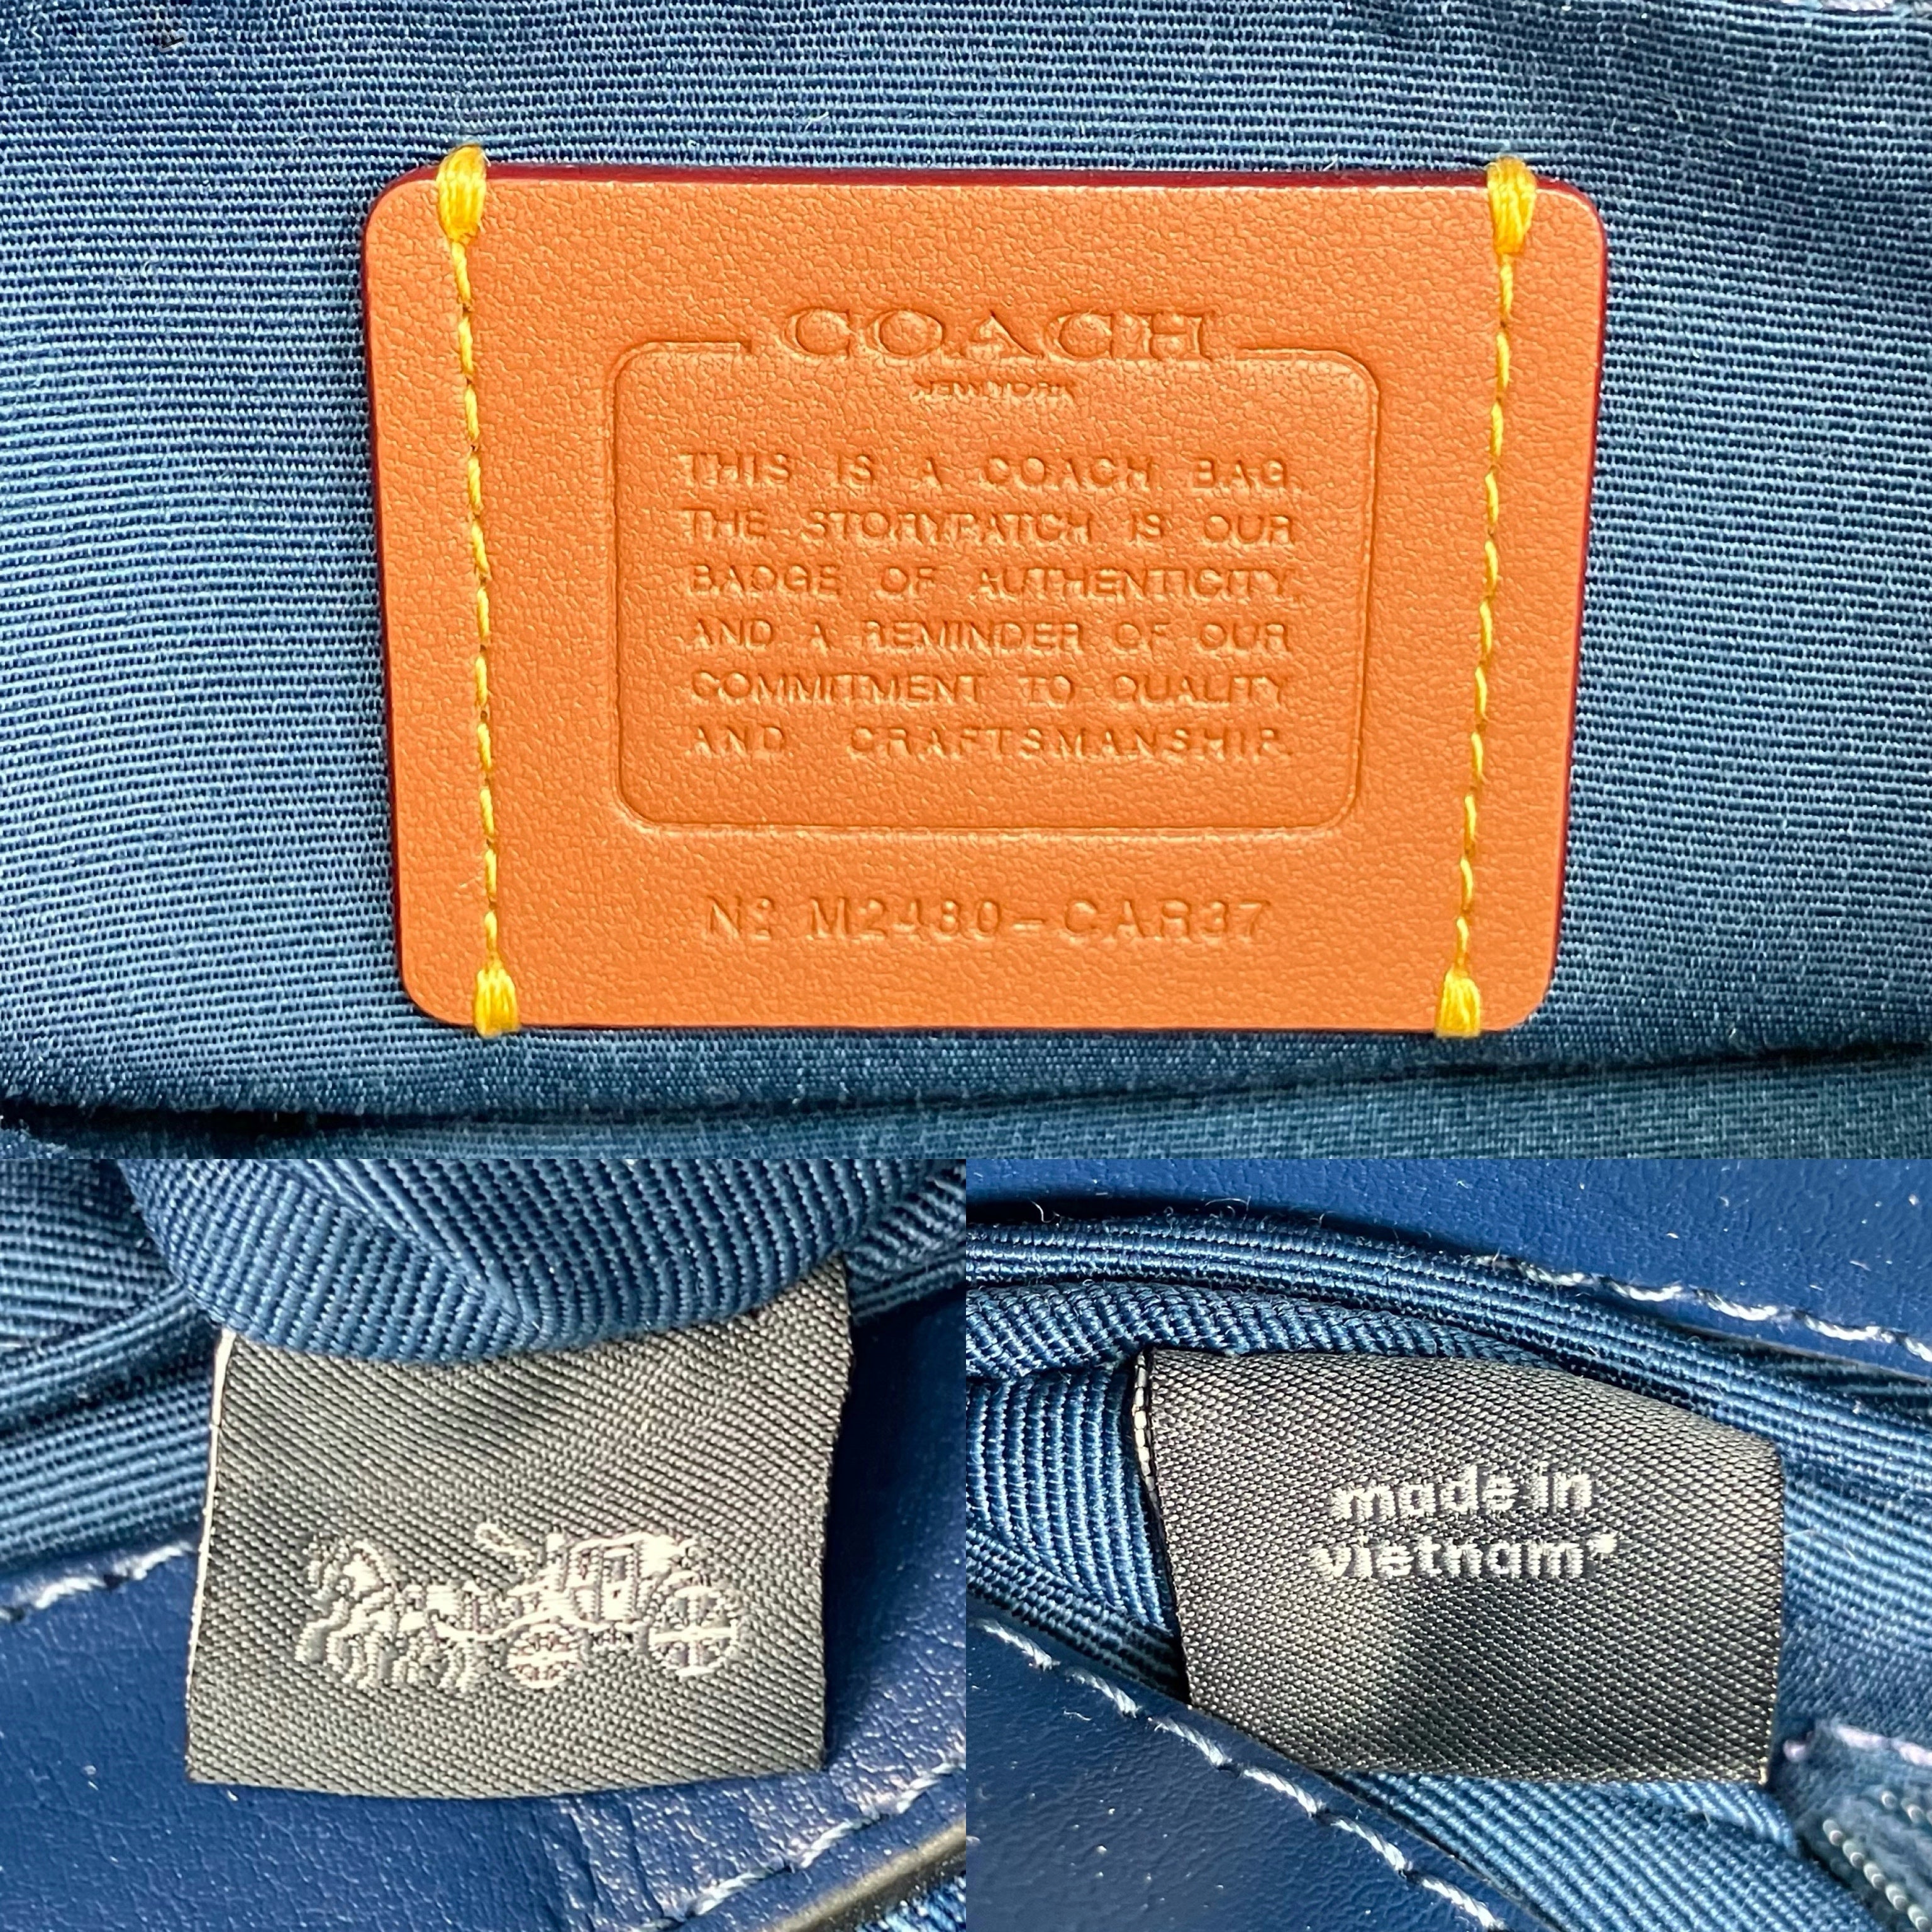 COACH
NEW YORK
THIS IS A COACH BAG.
THE STORYPATCH IS OUR
BADGE OF AUTHENTICITY,
AND A REMINDER OF OUR
COMMITMENT TO QUALITY
AND CRAFTSMANSHIP.
Nº M2480-CAR37
made in
vietnam*